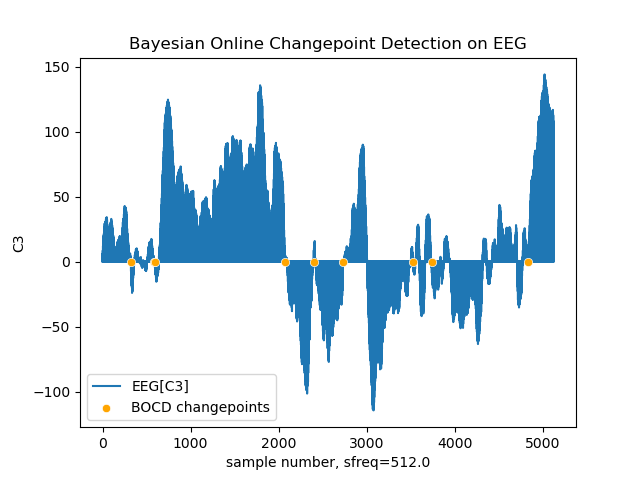 Bayesian Online Changepoint Detection on EEG
150
100
50
0
−50
−100
C3
EEG[C3]
BOCD changepoints
0 1000 2000 3000 4000 5000
sample number, sfreq=512.0